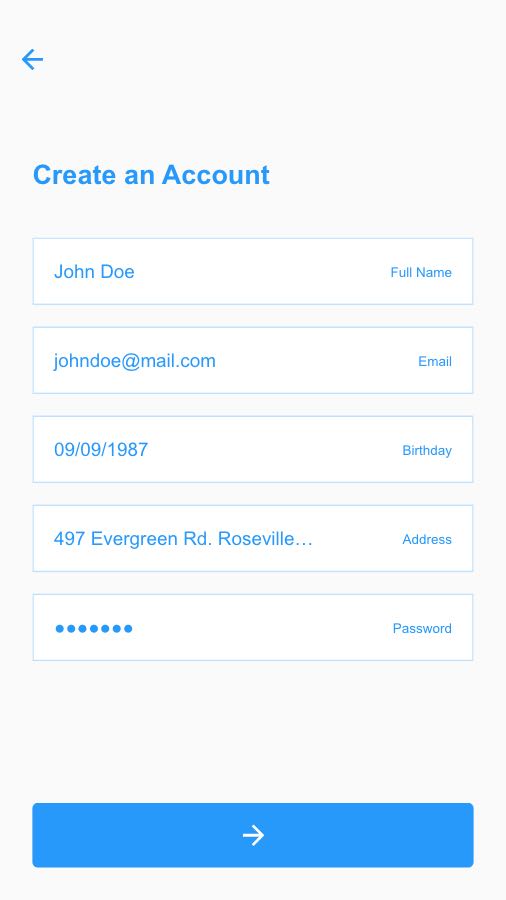 Create an Account
John Doe Full Name
johndoe@mail.com Email
09/09/1987 Birthday
497 Evergreen Rd. Roseville… Address
●●●●●●● Password